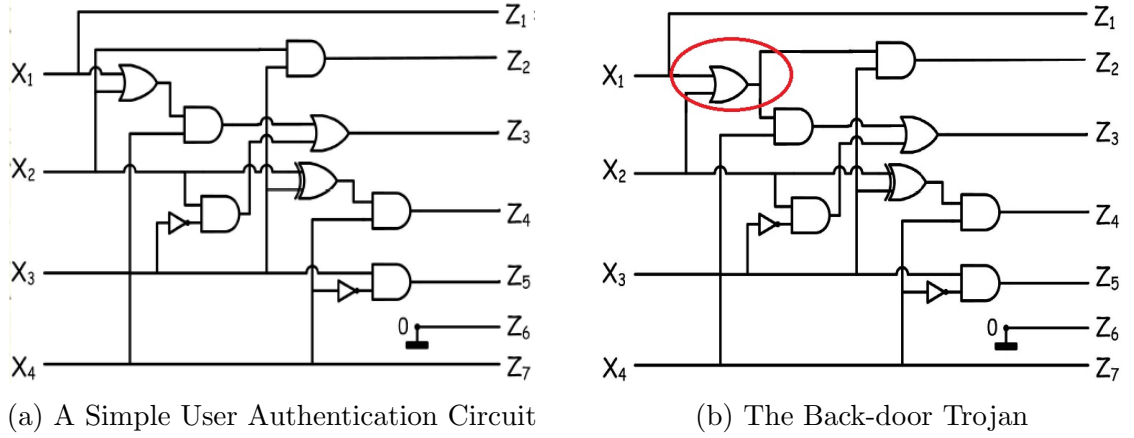 X1
X2
X3
X4
Z1
Z2
Z3
Z4
Z5
0
Z6
Z7
(a) A Simple User Authentication Circuit
X1
X2
X3
X4
Z1
Z2
Z3
Z4
Z5
0
Z6
Z7
(b) The Back-door Trojan